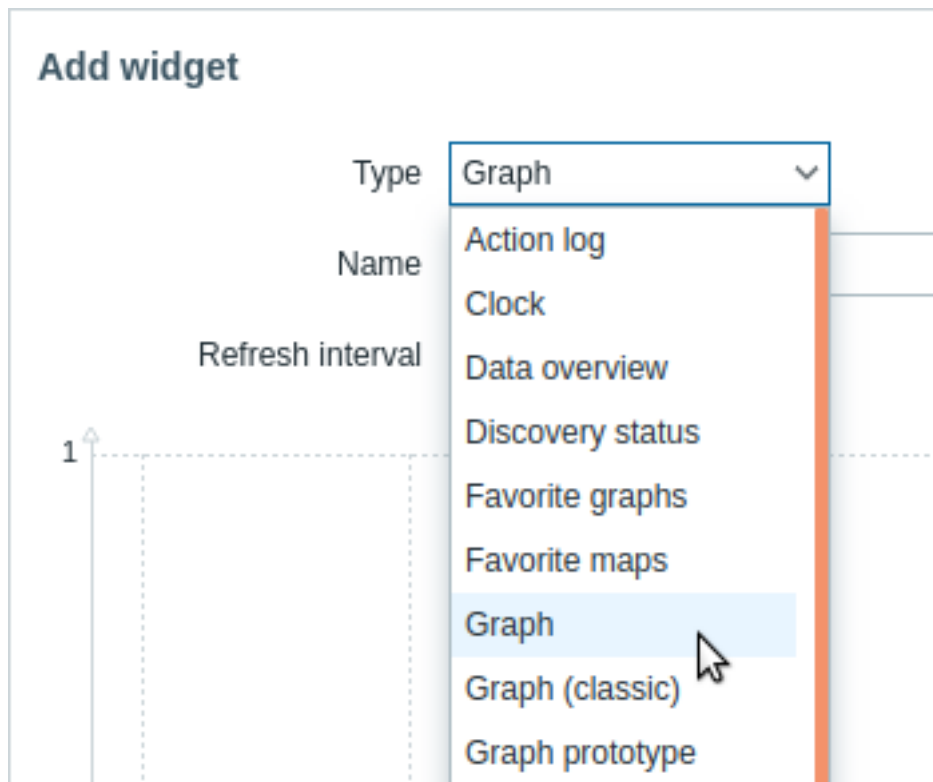 Add widget
Type Graph
Action log
Name
Clock
Refresh interval
Data overview
Discovery status
1
Favorite graphs
Favorite maps
Graph
Graph (classic)
Graph prototype